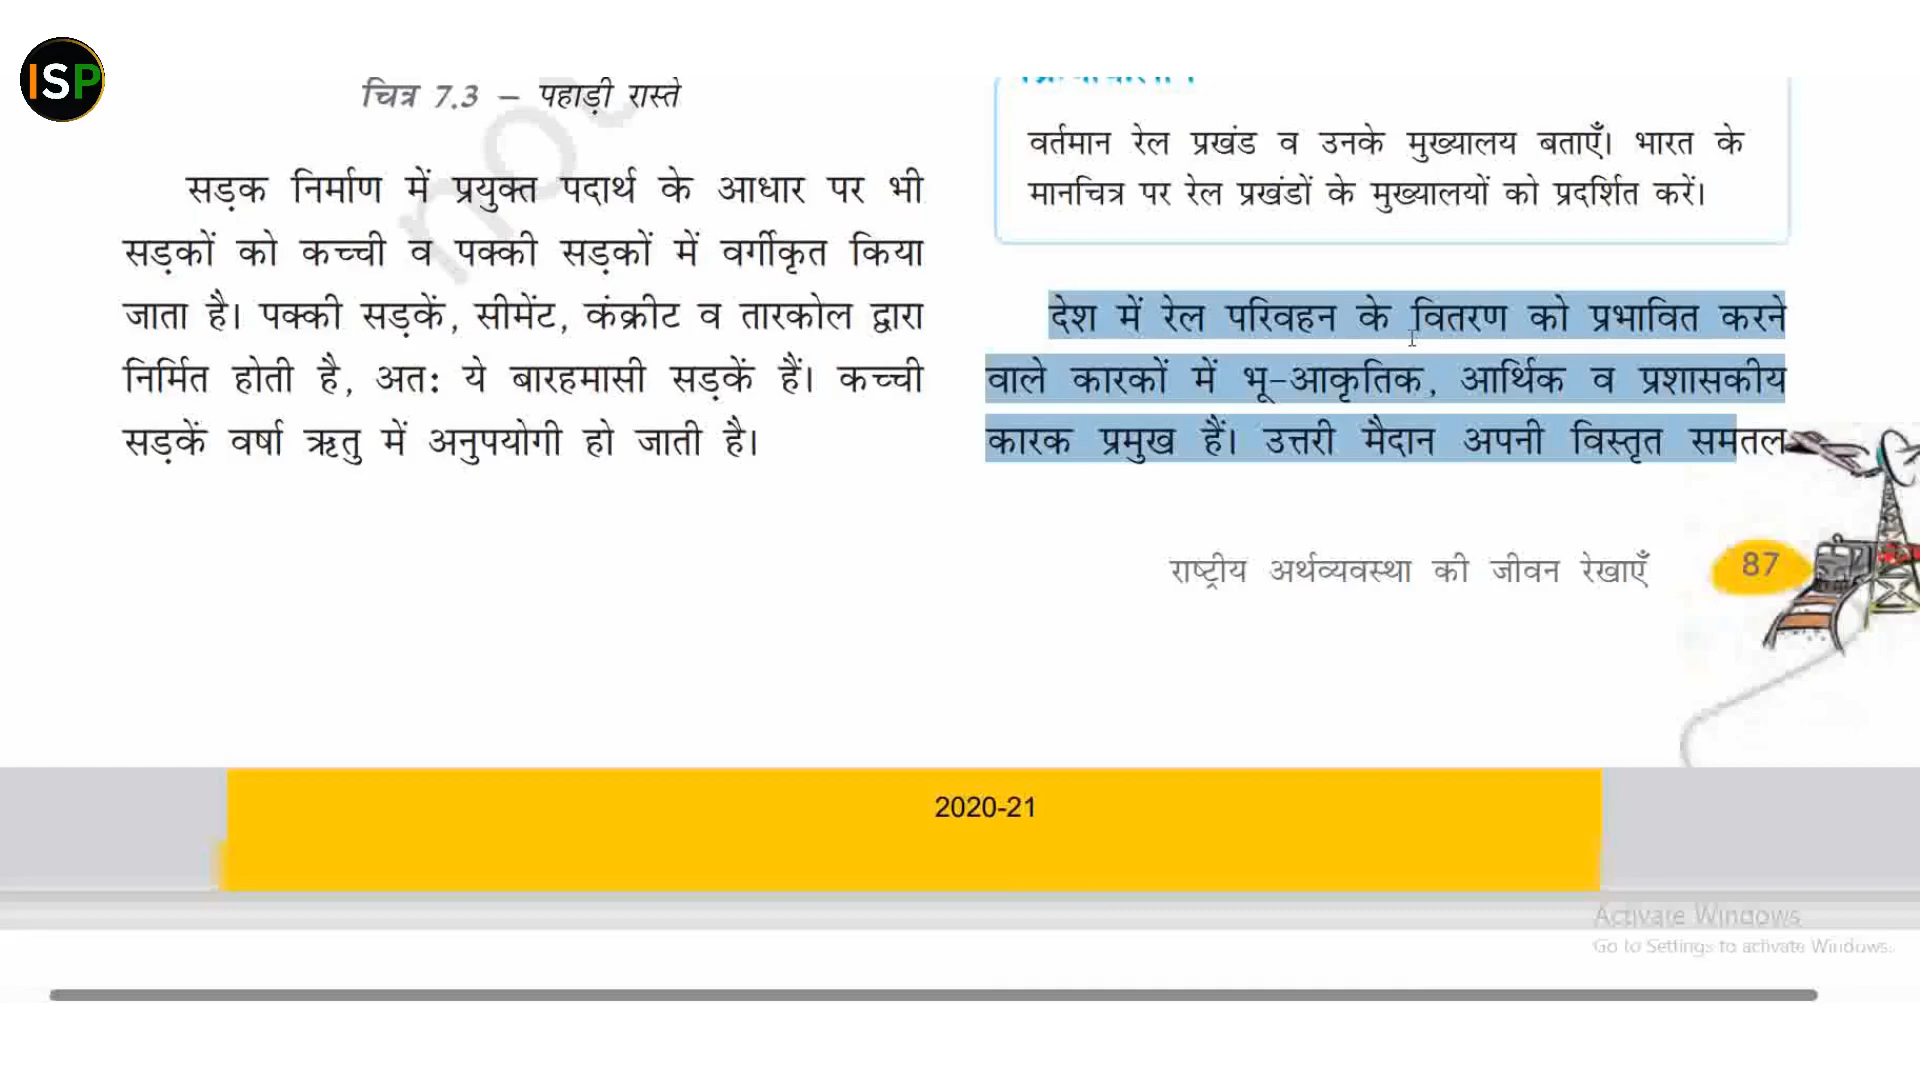 ISP
चित्र 7.3 – पहाड़ी रास्ते
सड़क निर्माण में प्रयुक्त पदार्थ के आधार पर भी
सड़कों को कच्ची व पक्की सड़कों में वर्गीकृत किया
जाता है। पक्की सड़कें, सीमेंट, कंक्रीट व तारकोल द्वारा
निर्मित होती है, अतः ये बारहमासी सड़कें हैं। कच्ची
सड़कें वर्षा ऋतु में अनुपयोगी हो जाती है।
वर्तमान रेल प्रखंड व उनके मुख्यालय बताएँ। भारत के
मानचित्र पर रेल प्रखंडों के मुख्यालयों को प्रदर्शित करें।
देश में रेल परिवहन के वितरण को प्रभावित करने
वाले कारकों में भू-आकृतिक, आर्थिक व प्रशासकीय
कारक प्रमुख हैं। उत्तरी मैदान अपनी विस्तृत समतल
राष्ट्रीय अर्थव्यवस्था की जीवन रेखाएँ 87
2020-21
Activate Windows
Go to Settings to activate Windows.